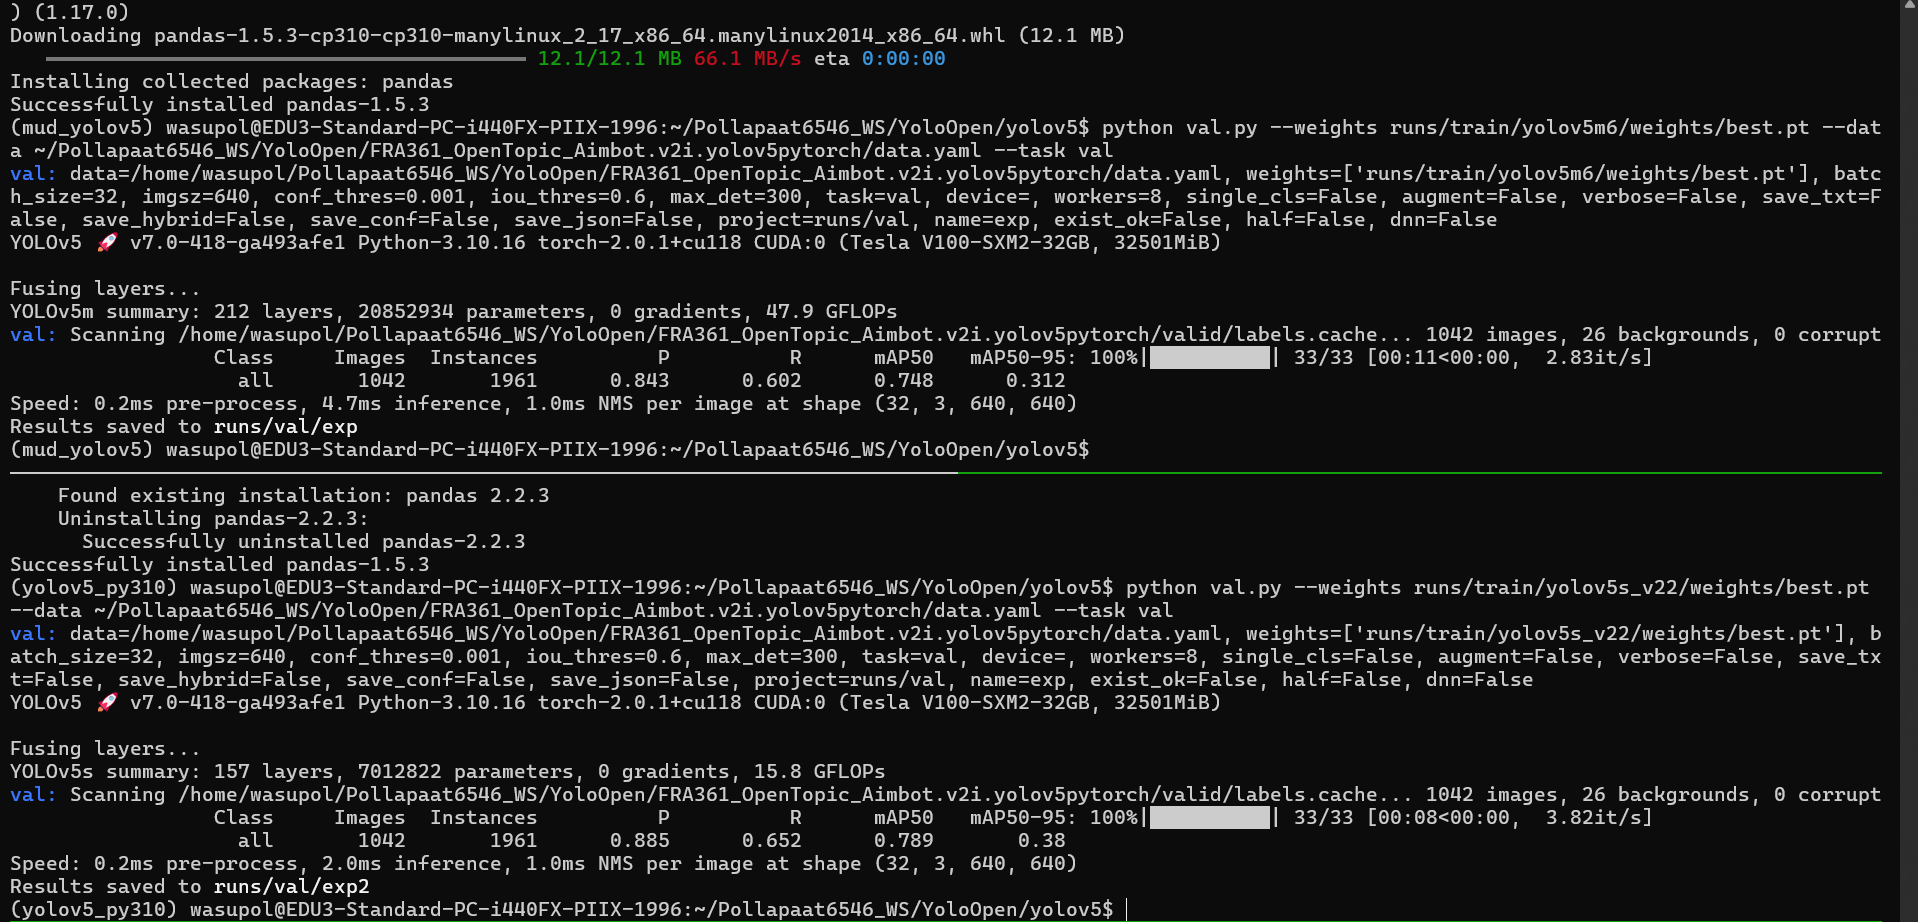 ) (1.17.0)
Downloading pandas-1.5.3-cp310-cp310-manylinux_2_17_x86_64.manylinux2014_x86_64.whl (12.1 MB)
12.1/12.1 MB 66.1 MB/s eta 0:00:00
Installing collected packages: pandas
Successfully installed pandas-1.5.3
(mud_yolov5) wasupol@EDU3-Standard-PC-i440FX-PIIX-1996:~/Pollapaat6546_WS/YoloOpen/yolov5$ python val.py --weights runs/train/yolov5m6/weights/best.pt --dat
a ~/Pollapaat6546_WS/YoloOpen/FRA361_OpenTopic_Aimbot.v2i.yolov5pytorch/data.yaml --task val
val: data=/home/wasupol/Pollapaat6546_WS/YoloOpen/FRA361_OpenTopic_Aimbot.v2i.yolov5pytorch/data.yaml, weights=['runs/train/yolov5m6/weights/best.pt'], batc
h_size=32, imgsz=640, conf_thres=0.001, iou_thres=0.6, max_det=300, task=val, device=, workers=8, single_cls=False, augment=False, verbose=False, save_txt=F
alse, save_hybrid=False, save_conf=False, save_json=False, project=runs/val, name=exp, exist_ok=False, half=False, dnn=False
YOLOv5 🚀 v7.0-418-ga493afe1 Python-3.10.16 torch-2.0.1+cu118 CUDA:0 (Tesla V100-SXM2-32GB, 32501MiB)
Fusing layers...
YOLOv5m summary: 212 layers, 20852934 parameters, 0 gradients, 47.9 GFLOPs
val: Scanning /home/wasupol/Pollapaat6546_WS/YoloOpen/FRA361_OpenTopic_Aimbot.v2i.yolov5pytorch/valid/labels.cache... 1042 images, 26 backgrounds, 0 corrupt
Class Images Instances P R mAP50 mAP50-95: 100%|██████████| 33/33 [00:11<00:00, 2.83it/s]
all 1042 1961 0.843 0.602 0.748 0.312
Speed: 0.2ms pre-process, 4.7ms inference, 1.0ms NMS per image at shape (32, 3, 640, 640)
Results saved to runs/val/exp
(mud_yolov5) wasupol@EDU3-Standard-PC-i440FX-PIIX-1996:~/Pollapaat6546_WS/YoloOpen/yolov5$
Found existing installation: pandas 2.2.3
Uninstalling pandas-2.2.3:
Successfully uninstalled pandas-2.2.3
Successfully installed pandas-1.5.3
(yolov5_py310) wasupol@EDU3-Standard-PC-i440FX-PIIX-1996:~/Pollapaat6546_WS/YoloOpen/yolov5$ python val.py --weights runs/train/yolov5s_v22/weights/best.pt
--data ~/Pollapaat6546_WS/YoloOpen/FRA361_OpenTopic_Aimbot.v2i.yolov5pytorch/data.yaml --task val
val: data=/home/wasupol/Pollapaat6546_WS/YoloOpen/FRA361_OpenTopic_Aimbot.v2i.yolov5pytorch/data.yaml, weights=['runs/train/yolov5s_v22/weights/best.pt'], b
atch_size=32, imgsz=640, conf_thres=0.001, iou_thres=0.6, max_det=300, task=val, device=, workers=8, single_cls=False, augment=False, verbose=False, save_tx
t=False, save_hybrid=False, save_conf=False, save_json=False, project=runs/val, name=exp, exist_ok=False, half=False, dnn=False
YOLOv5 🚀 v7.0-418-ga493afe1 Python-3.10.16 torch-2.0.1+cu118 CUDA:0 (Tesla V100-SXM2-32GB, 32501MiB)
Fusing layers...
YOLOv5s summary: 157 layers, 7012822 parameters, 0 gradients, 15.8 GFLOPs
val: Scanning /home/wasupol/Pollapaat6546_WS/YoloOpen/FRA361_OpenTopic_Aimbot.v2i.yolov5pytorch/valid/labels.cache... 1042 images, 26 backgrounds, 0 corrupt
Class Images Instances P R mAP50 mAP50-95: 100%|██████████| 33/33 [00:08<00:00, 3.82it/s]
all 1042 1961 0.885 0.652 0.789 0.38
Speed: 0.2ms pre-process, 2.0ms inference, 1.0ms NMS per image at shape (32, 3, 640, 640)
Results saved to runs/val/exp2
(yolov5_py310) wasupol@EDU3-Standard-PC-i440FX-PIIX-1996:~/Pollapaat6546_WS/YoloOpen/yolov5$